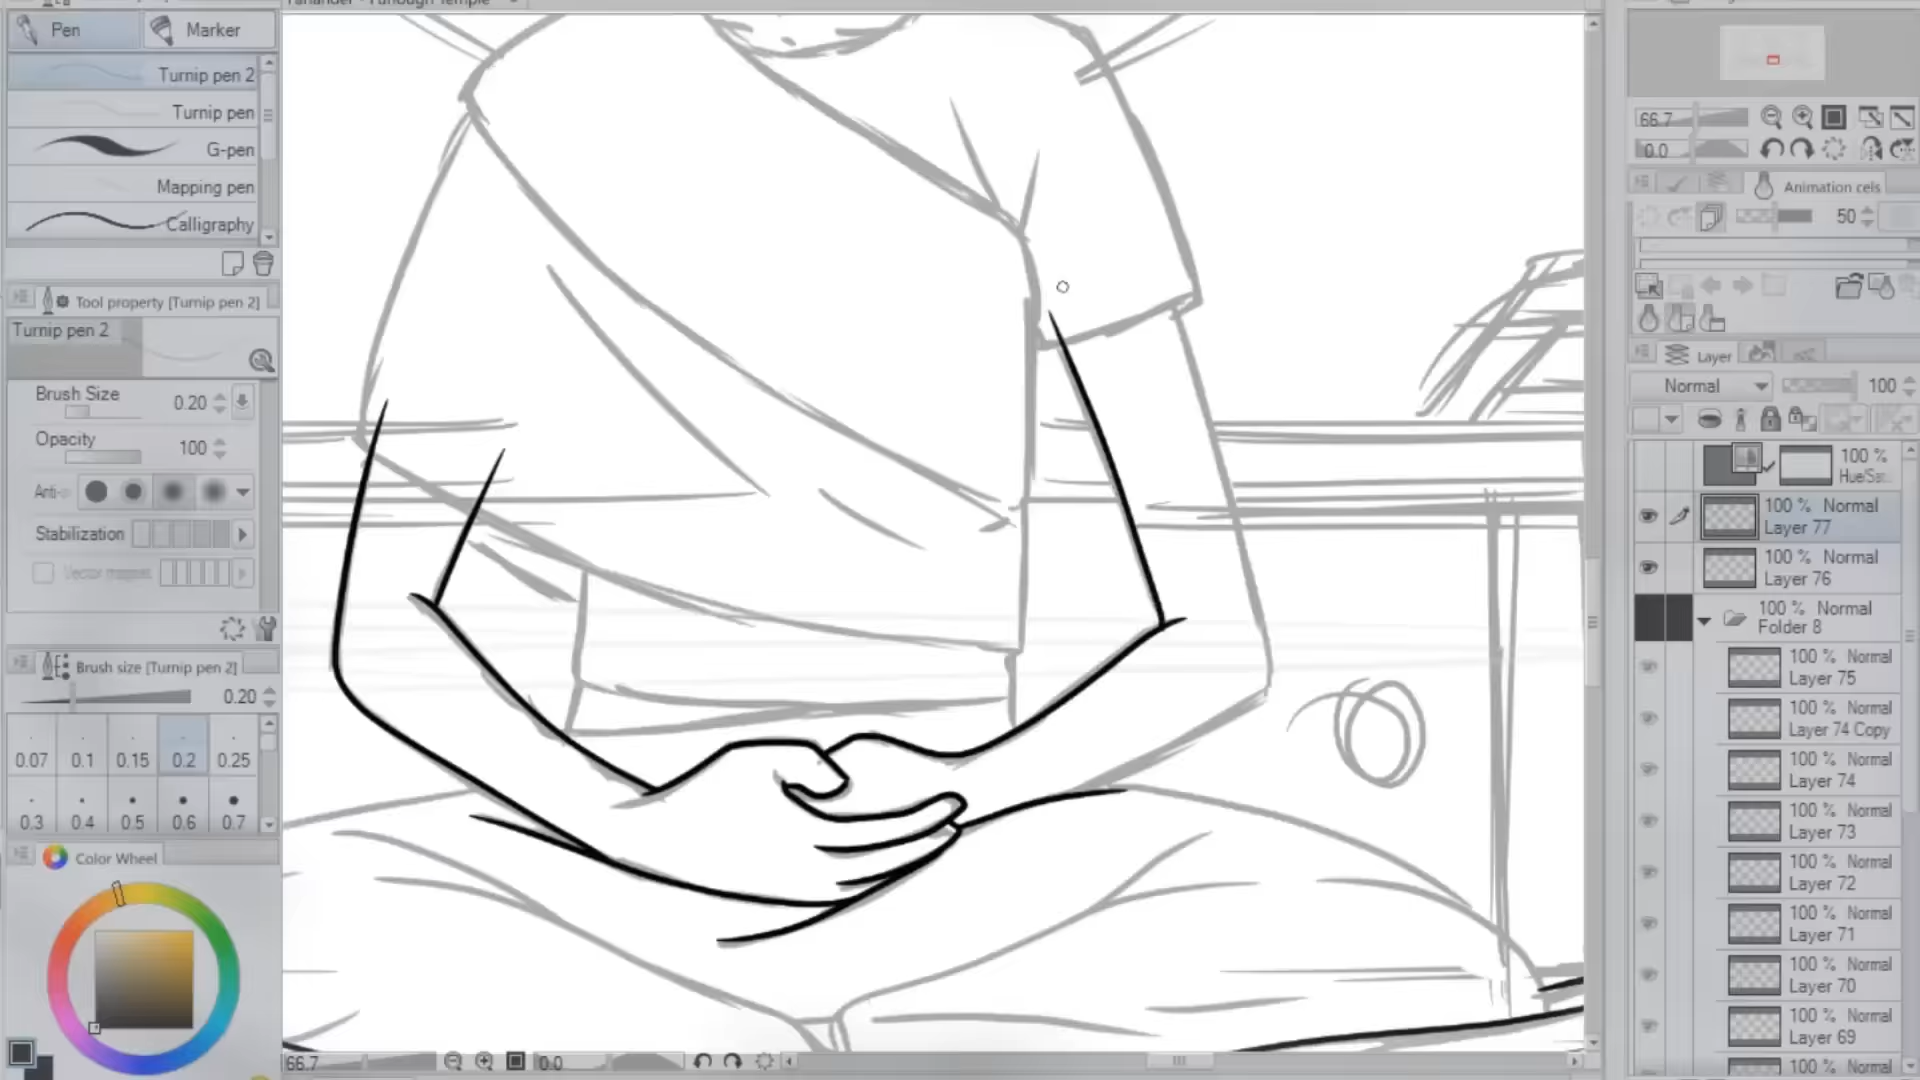 Pen
Marker
Turnip pen 2
Turnip pen
G-pen
Mapping pen
Calligraphy
Tool property [Turnip pen 2]
Turnip pen 2
Brush Size 0.20
Opacity 100
Stabilization
Vector magnet
Brush size [Turnip pen 2]
0.20
0.07 0.1 0.15 0.2 0.25
0.3 0.4 0.5 0.6 0.7
Color Wheel
66.7 0.0
66.7
0.0
Animation cels
50
Layer
Normal 100
100 %
100 % Normal
Layer 77
100 % Normal
Layer 76
100 % Normal
Folder 8
100 % Normal
Layer 75
100 % Normal
Layer 74 Copy
100 % Normal
Layer 74
100 % Normal
Layer 73
100 % Normal
Layer 72
100 % Normal
Layer 71
100 % Normal
Layer 70
100 % Normal
Layer 69
100 % Normal